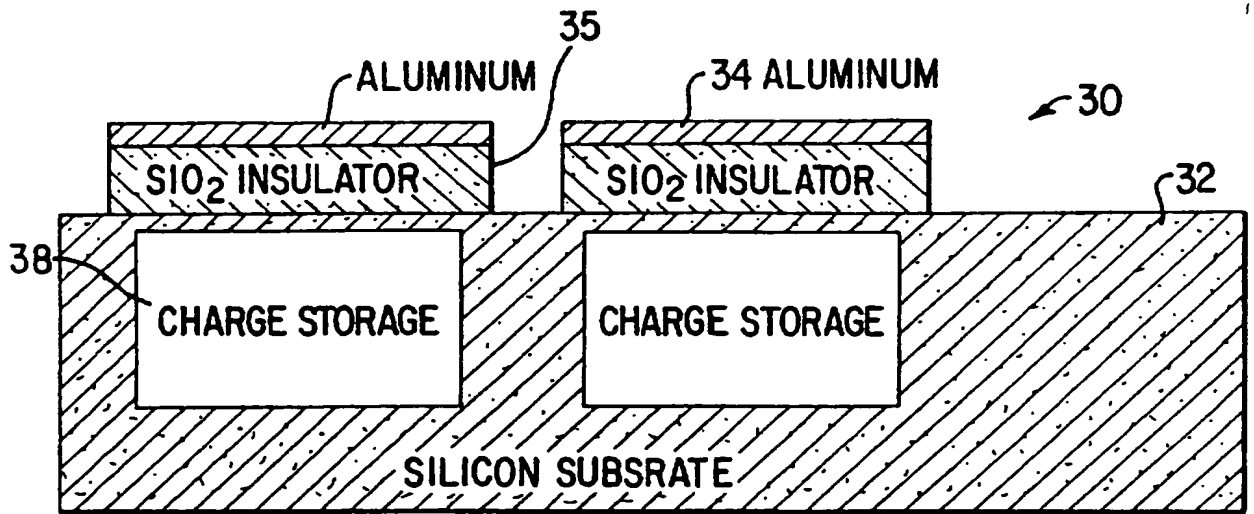 35
ALUMINUM
34 ALUMINUM
30
SIO₂ INSULATOR
SIO₂ INSULATOR
32
38
CHARGE STORAGE
CHARGE STORAGE
SILICON SUBSRATE